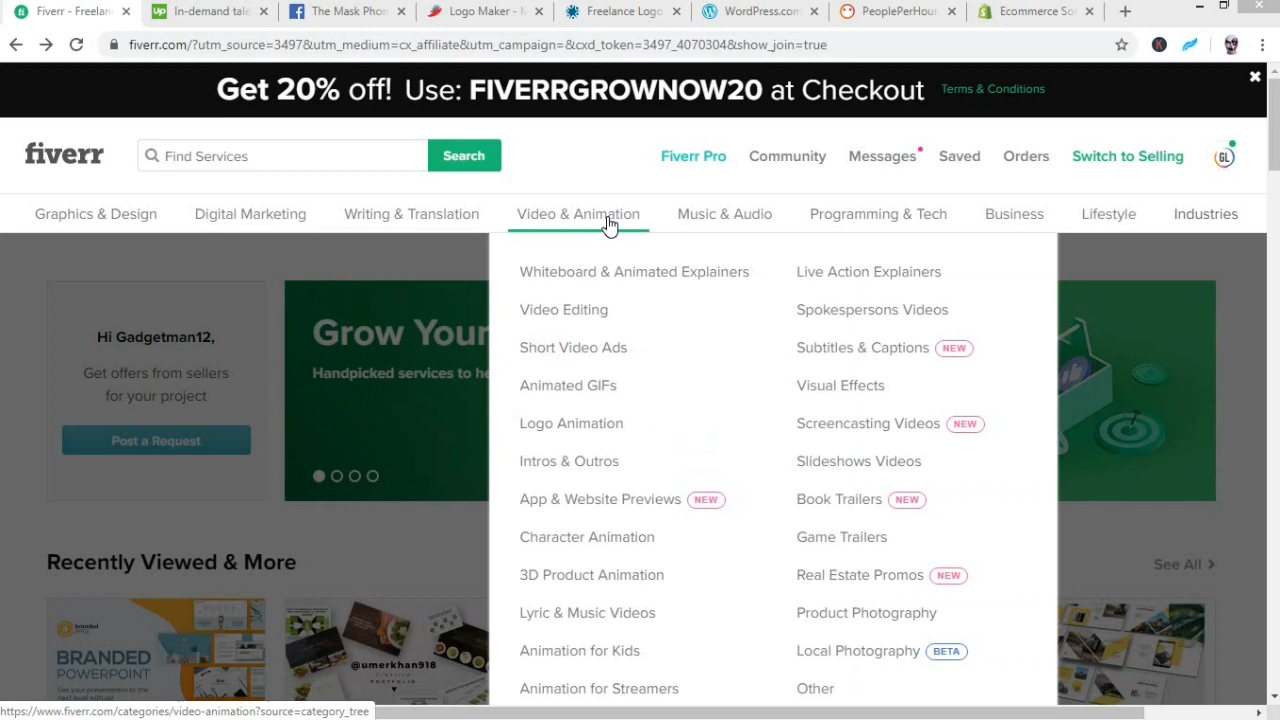 Fiverr - Freela
In-demand tale
The Mask Phon
Logo Maker - M
Freelance Logo
WordPress.com
PeoplePerHour
Ecommerce Sof
fiverr.com/?utm_source=3497&utm_medium=cx_affiliate&utm_campaign=&cxd_token=3497_4070304&show_join=true
Get 20% off! Use: FIVERRGROWNOW20 at Checkout Terms & Conditions
fiverr Find Services Search Fiverr Pro Community Messages Saved Orders Switch to Selling GL
Graphics & Design Digital Marketing Writing & Translation Video & Animation Music & Audio Programming & Tech Business Lifestyle Industries
Hi Gadgetman12,
Get offers from sellers
for your project
Post a Request
Grow Your
Handpicked services to he
Whiteboard & Animated Explainers
Video Editing
Short Video Ads
Animated GIFs
Logo Animation
Intros & Outros
App & Website Previews NEW
Character Animation
3D Product Animation
Lyric & Music Videos
Animation for Kids
Animation for Streamers
Live Action Explainers
Spokespersons Videos
Subtitles & Captions NEW
Visual Effects
Screencasting Videos NEW
Slideshows Videos
Book Trailers NEW
Game Trailers
Real Estate Promos NEW
Product Photography
Local Photography BETA
Other
Recently Viewed & More
See All
BRANDED
POWERPOINT
@umerkhan918
PORTFOLIO
https://www.fiverr.com/categories/video-animation?source=category_tree